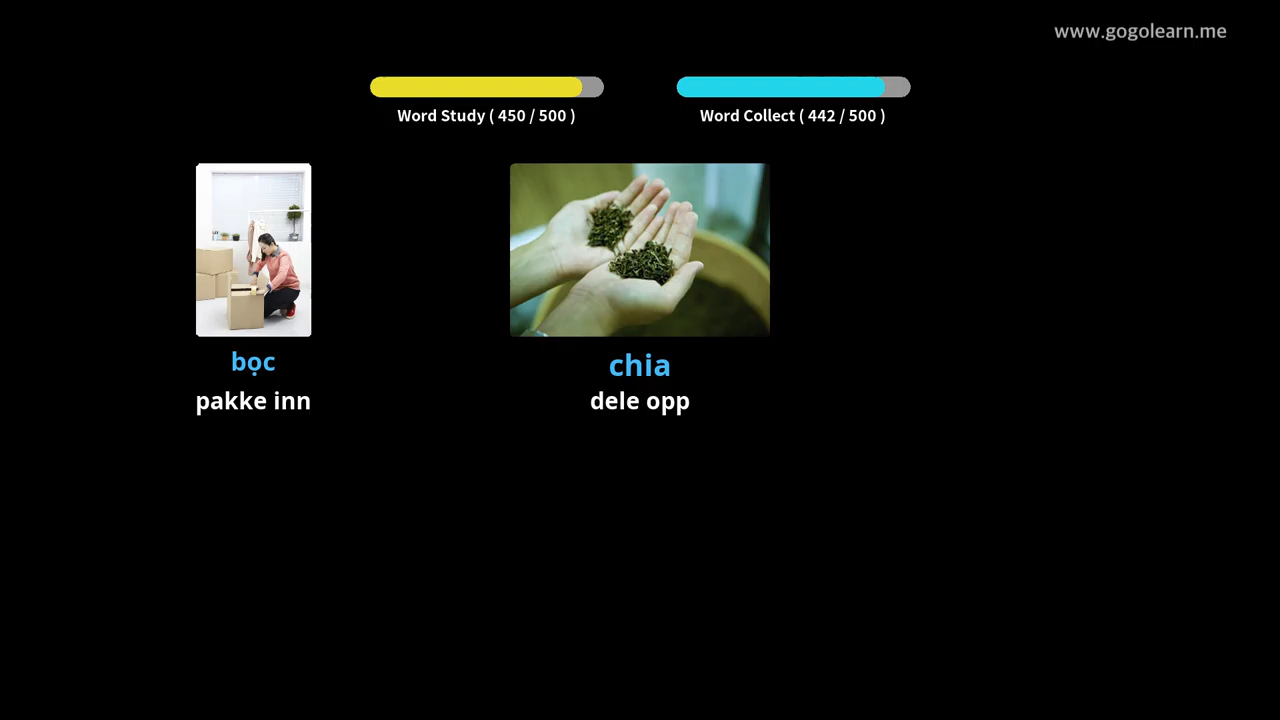 www.gogolearn.me
Word Study ( 450 / 500 )
Word Collect ( 442 / 500 )
bọc
pakke inn
chia
dele opp